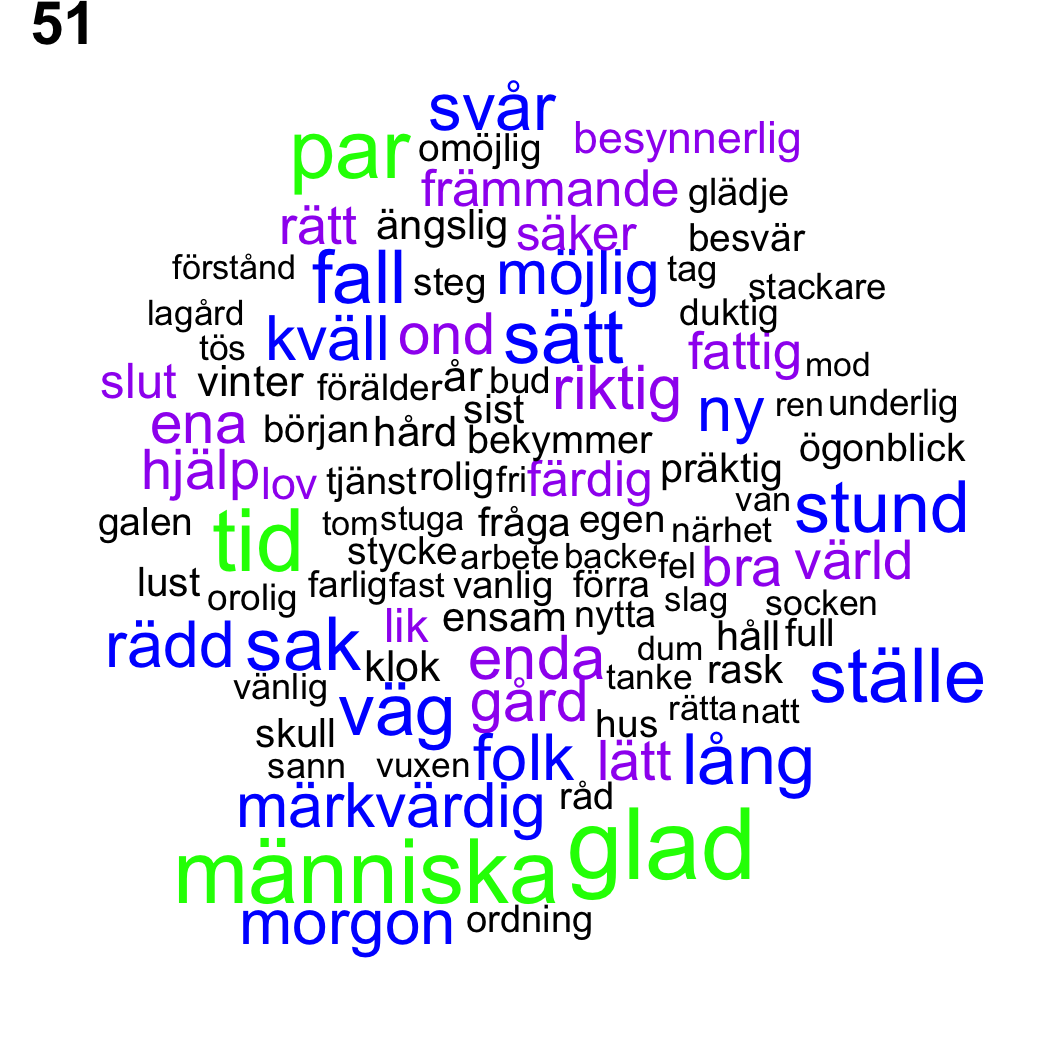 51
svår
par omöjlig besynnerlig
främmande glädje
rätt ängslig säker besvär
förstånd fall steg möjlig tag stackare
lagård kväll ond sätt duktig
tös fattig mod
slut vinter förälder år bud riktig
sist ny ren underlig
ena början hård bekymmer ögonblick
hjälp lov tjänst rolig fri färdig präktig
van stund
galen tid tom stuga fråga egen närhet
stycke arbete backe fel bra värld
lust orolig farlig fast vanlig förra slag socken
lik ensam nytta
rädd sak klok enda dum håll full
tanke rask ställe
vänlig väg gård hus rätta natt
skull folk lätt lång
sann vuxen
märkvärdig råd
människa glad
morgon ordning